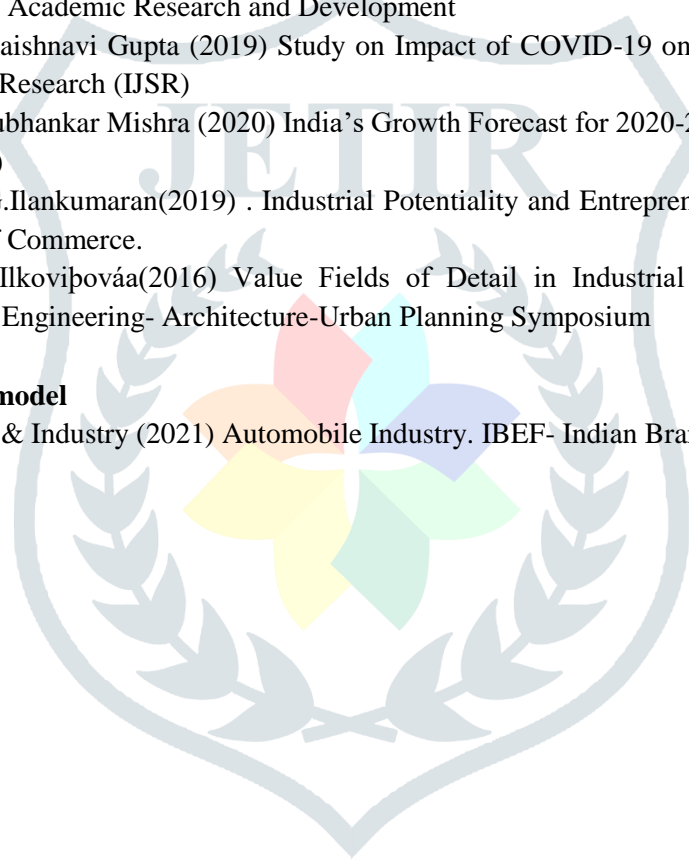 Academic Research and Development
aishnavi Gupta (2019) Study on Impact of COVID-19 on
Research (IJSR)
ubhankar Mishra (2020) India’s Growth Forecast for 2020-2
)
JETIR
.Ilankumaran(2019) . Industrial Potentiality and Entrepren
f Commerce.
Ilkoviþováa(2016) Value Fields of Detail in Industrial
Engineering- Architecture-Urban Planning Symposium
model
& Industry (2021) Automobile Industry. IBEF- Indian Bra